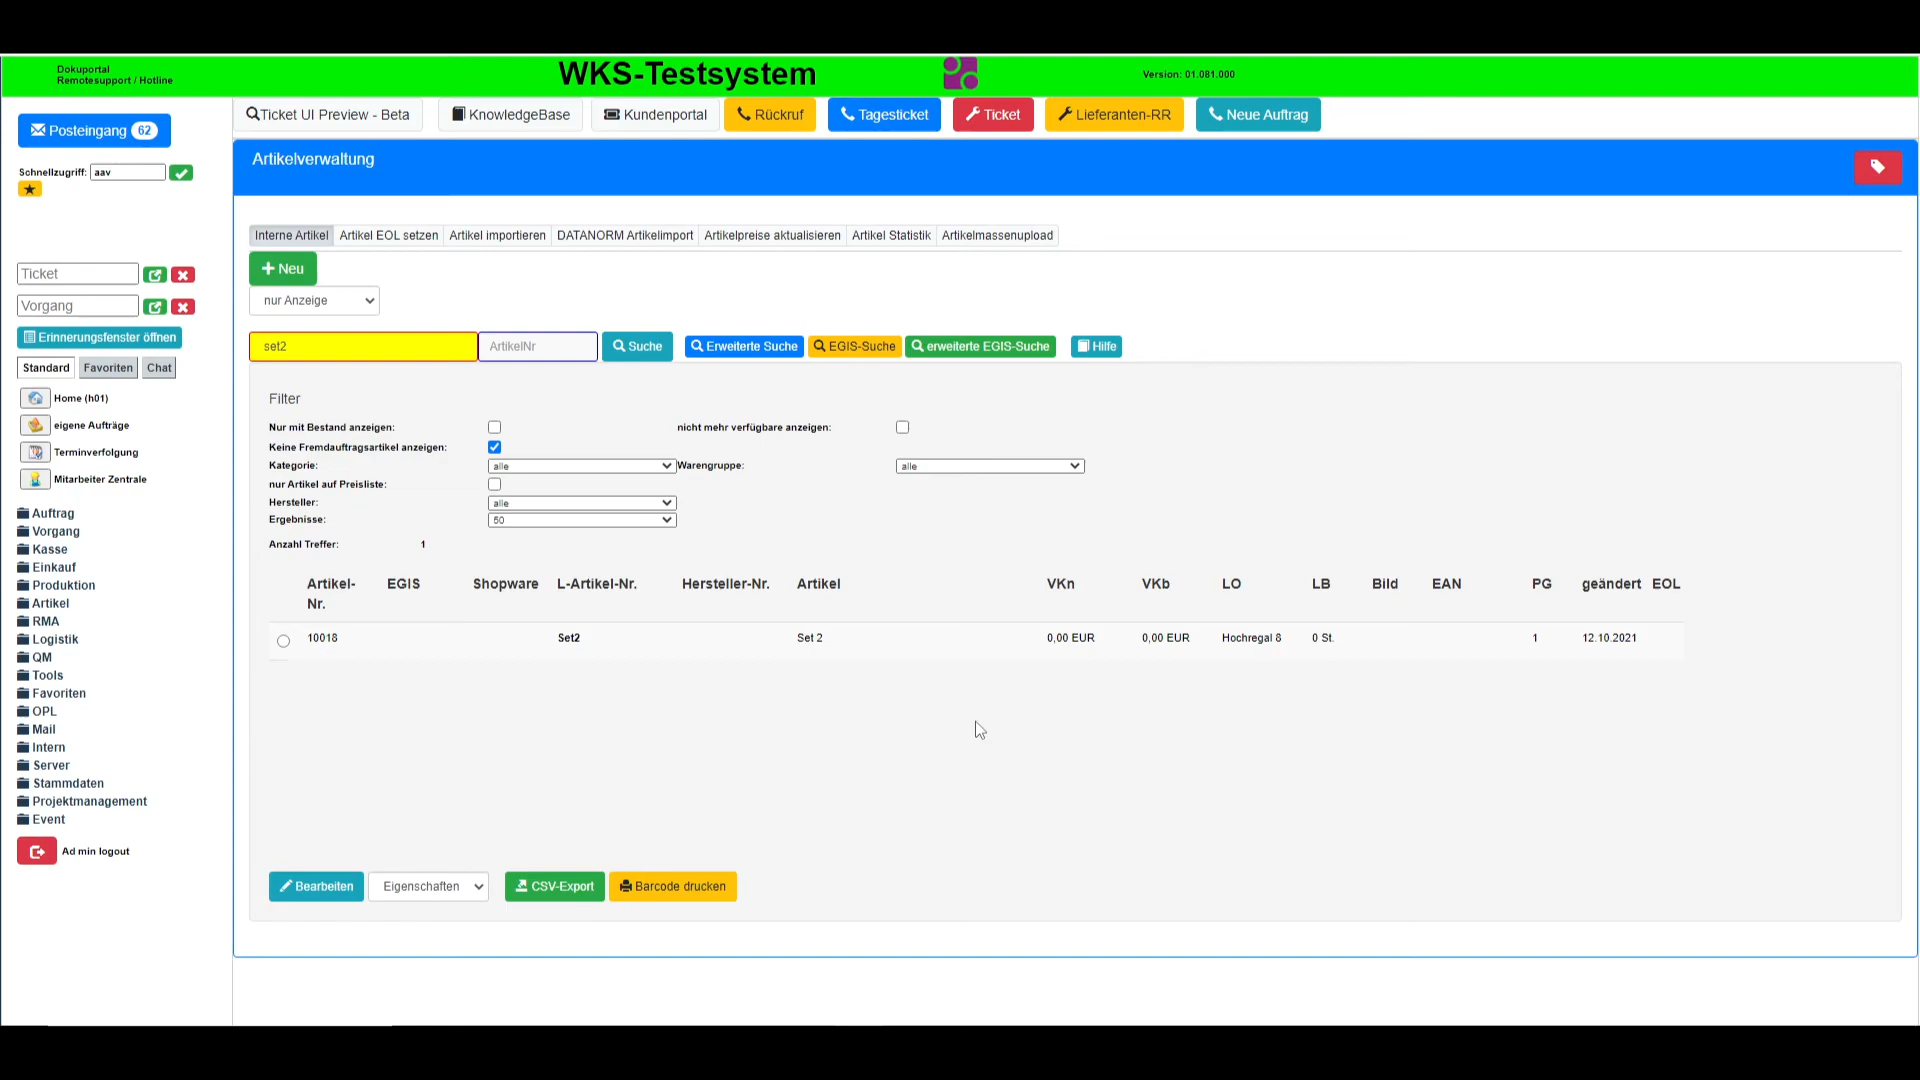 Dokuportal
Remotesupport / Hotline
WKS-Testsystem
Version: 01.081.000
Posteingang 62
Ticket UI Preview - Beta
KnowledgeBase
Kundenportal
Rückruf
Tagesticket
Ticket
Lieferanten-RR
Neue Auftrag
Schnellzugriff: aav
Artikelverwaltung
Interne Artikel
Artikel EOL setzen
Artikel importieren
DATANORM Artikelimport
Artikelpreise aktualisieren
Artikel Statistik
Artikelmassenupload
Neu
nur Anzeige
set2
ArtikelNr
Suche
Erweiterte Suche
EGIS-Suche
erweiterte EGIS-Suche
Hilfe
Ticket
Vorgang
Erinnerungsfenster öffnen
Standard
Favoriten
Chat
Home (h01)
eigene Aufträge
Terminverfolgung
Mitarbeiter Zentrale
Auftrag
Vorgang
Kasse
Einkauf
Produktion
Artikel
RMA
Logistik
QM
Tools
Favoriten
OPL
Mail
Intern
Server
Stammdaten
Projektmanagement
Event
Ad min logout
Filter
Nur mit Bestand anzeigen:
nicht mehr verfügbare anzeigen:
Keine Fremdauftragsartikel anzeigen:
Kategorie: alle
Warengruppe: alle
nur Artikel auf Preisliste:
Hersteller: alle
Ergebnisse: 50
Anzahl Treffer: 1
Artikel-Nr. EGIS Shopware L-Artikel-Nr. Hersteller-Nr. Artikel VKn VKb LO LB Bild EAN PG geändert EOL
10018 Set2 Set 2 0,00 EUR 0,00 EUR Hochregal 8 0 St. 1 12.10.2021
Bearbeiten
Eigenschaften
CSV-Export
Barcode drucken